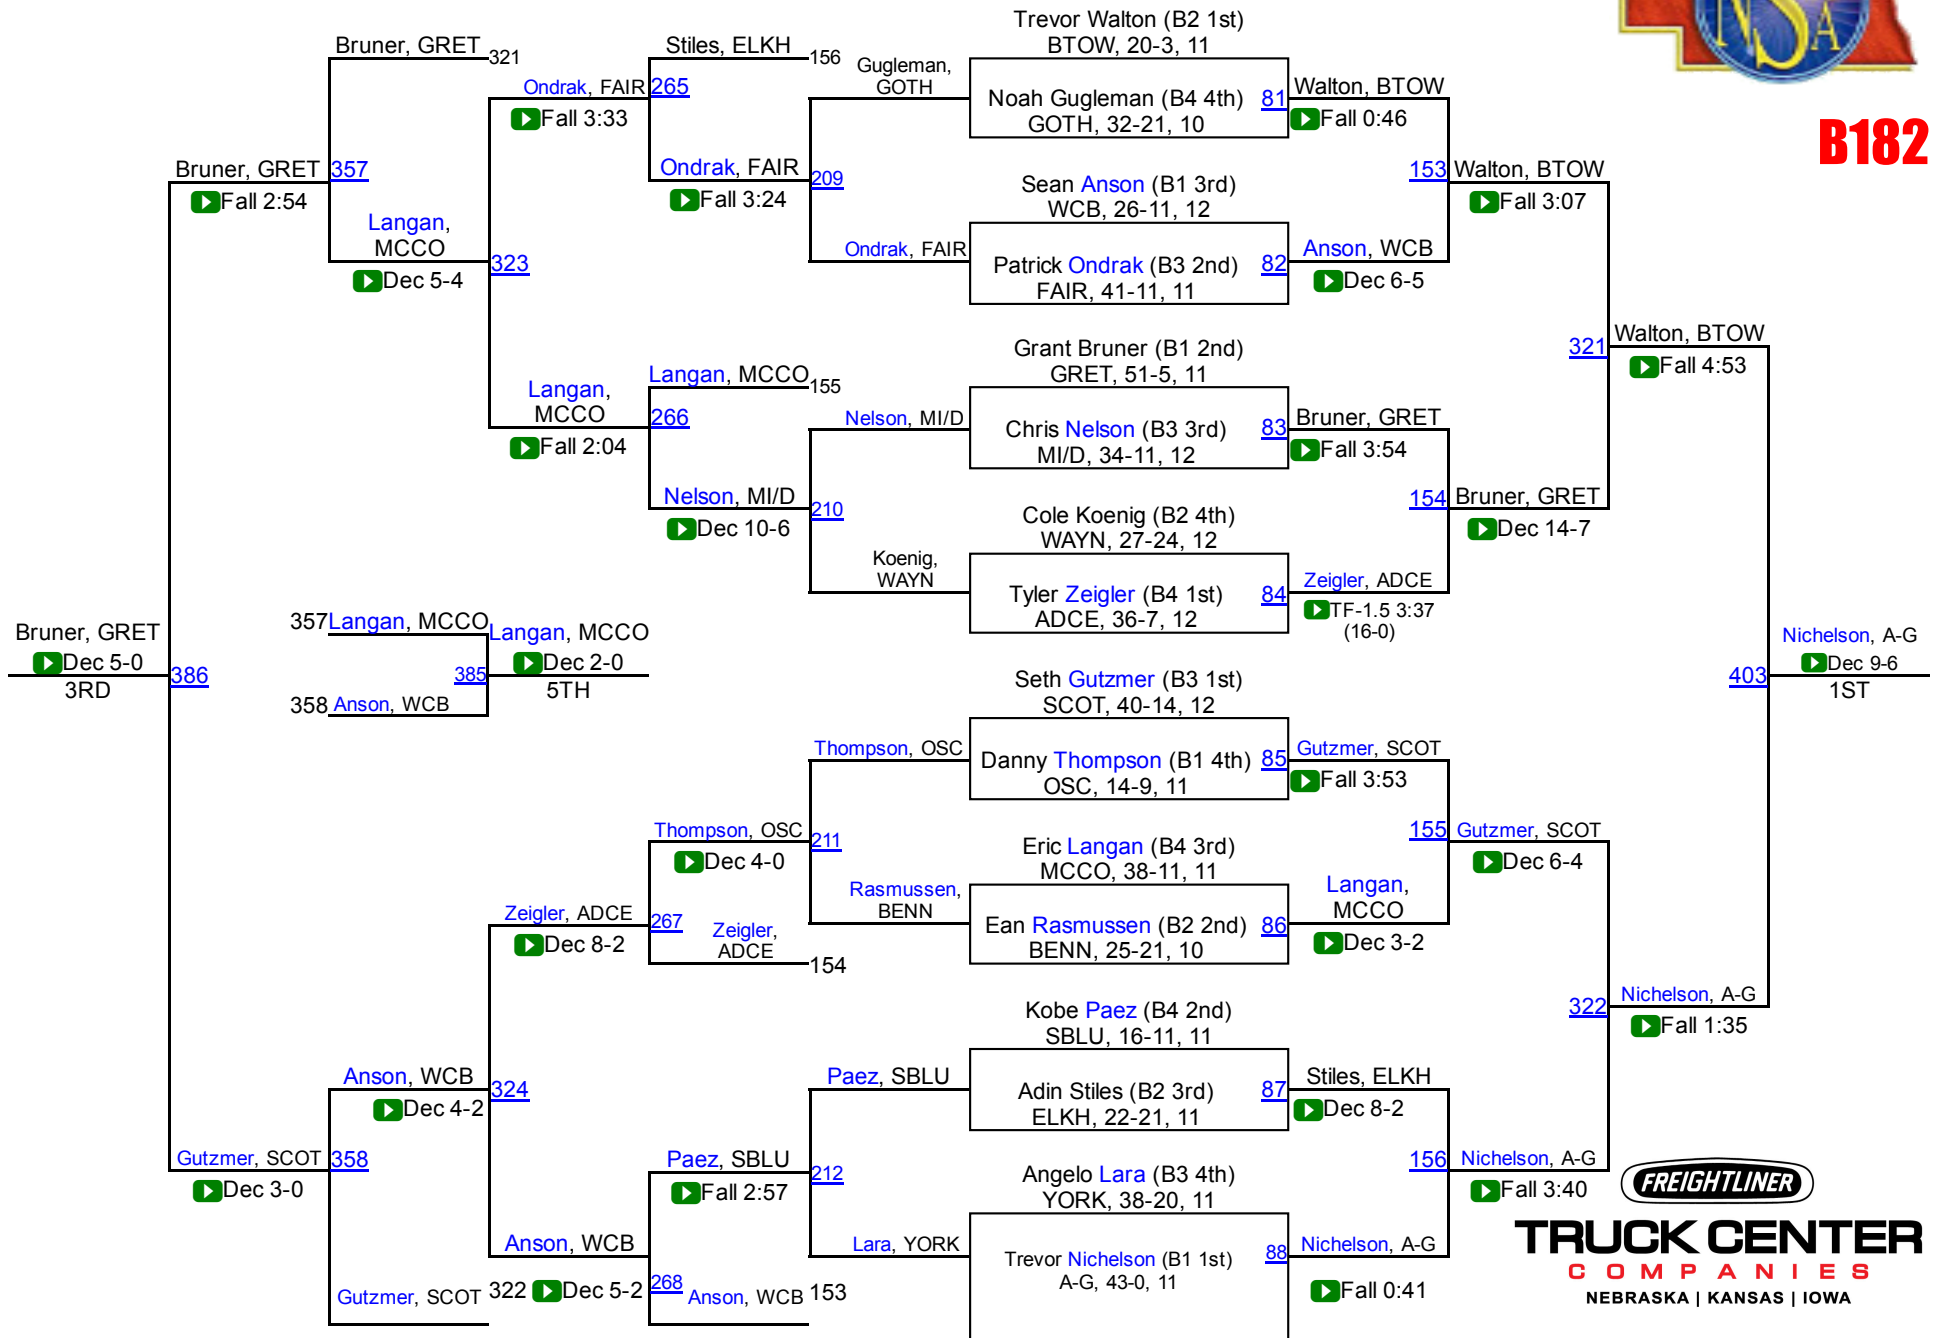 NSA
B182
Trevor Walton (B2 1st)
BTOW, 20-3, 11
Noah Gugleman (B4 4th)
GOTH, 32-21, 10
81
Sean Anson (B1 3rd)
WCB, 26-11, 12
Patrick Ondrak (B3 2nd)
FAIR, 41-11, 11
82
Grant Bruner (B1 2nd)
GRET, 51-5, 11
Chris Nelson (B3 3rd)
MI/D, 34-11, 12
83
Cole Koenig (B2 4th)
WAYN, 27-24, 12
Tyler Zeigler (B4 1st)
ADCE, 36-7, 12
84
Seth Gutzmer (B3 1st)
SCOT, 40-14, 12
Danny Thompson (B1 4th)
OSC, 14-9, 11
85
Eric Langan (B4 3rd)
MCCO, 38-11, 11
Ean Rasmussen (B2 2nd)
BENN, 25-21, 10
86
Kobe Paez (B4 2nd)
SBLU, 16-11, 11
Adin Stiles (B2 3rd)
ELKH, 22-21, 11
87
Angelo Lara (B3 4th)
YORK, 38-20, 11
Trevor Nichelson (B1 1st)
A-G, 43-0, 11
88
Walton, BTOW
Fall 0:46
Anson, WCB
Dec 6-5
Bruner, GRET
Fall 3:54
Zeigler, ADCE
TF-1.5 3:37
(16-0)
Gutzmer, SCOT
Fall 3:53
Langan,
MCCO
Dec 3-2
Stiles, ELKH
Dec 8-2
Nichelson, A-G
Fall 0:41
153
Walton, BTOW
Fall 3:07
154
Bruner, GRET
Dec 14-7
155
Gutzmer, SCOT
Dec 6-4
156
Nichelson, A-G
Fall 3:40
321
Walton, BTOW
Fall 4:53
322
Nichelson, A-G
Fall 1:35
403
Nichelson, A-G
Dec 9-6
1ST
Gugleman,
GOTH
Ondrak, FAIR
Nelson, MI/D
Koenig,
WAYN
Thompson, OSC
Rasmussen,
BENN
Paez, SBLU
Lara, YORK
Stiles, ELKH
156
209
Ondrak, FAIR
Fall 3:24
Langan, MCCO
155
210
Nelson, MI/D
Dec 10-6
211
Thompson, OSC
Dec 4-0
Zeigler,
ADCE
154
212
Paez, SBLU
Fall 2:57
Anson, WCB
153
265
Ondrak, FAIR
Fall 3:33
266
Langan,
MCCO
Fall 2:04
267
Zeigler, ADCE
Dec 8-2
268
Anson, WCB
Dec 5-2
Bruner, GRET
321
323
Langan,
MCCO
Dec 5-4
324
Anson, WCB
Dec 4-2
Gutzmer, SCOT
322
357
Bruner, GRET
Fall 2:54
358
Gutzmer, SCOT
Dec 3-0
357
Langan, MCCO
358
Anson, WCB
385
Langan, MCCO
Dec 2-0
5TH
386
Bruner, GRET
Dec 5-0
3RD
FREIGHTLINER
TRUCK CENTER
COMPANIES
NEBRASKA | KANSAS | IOWA